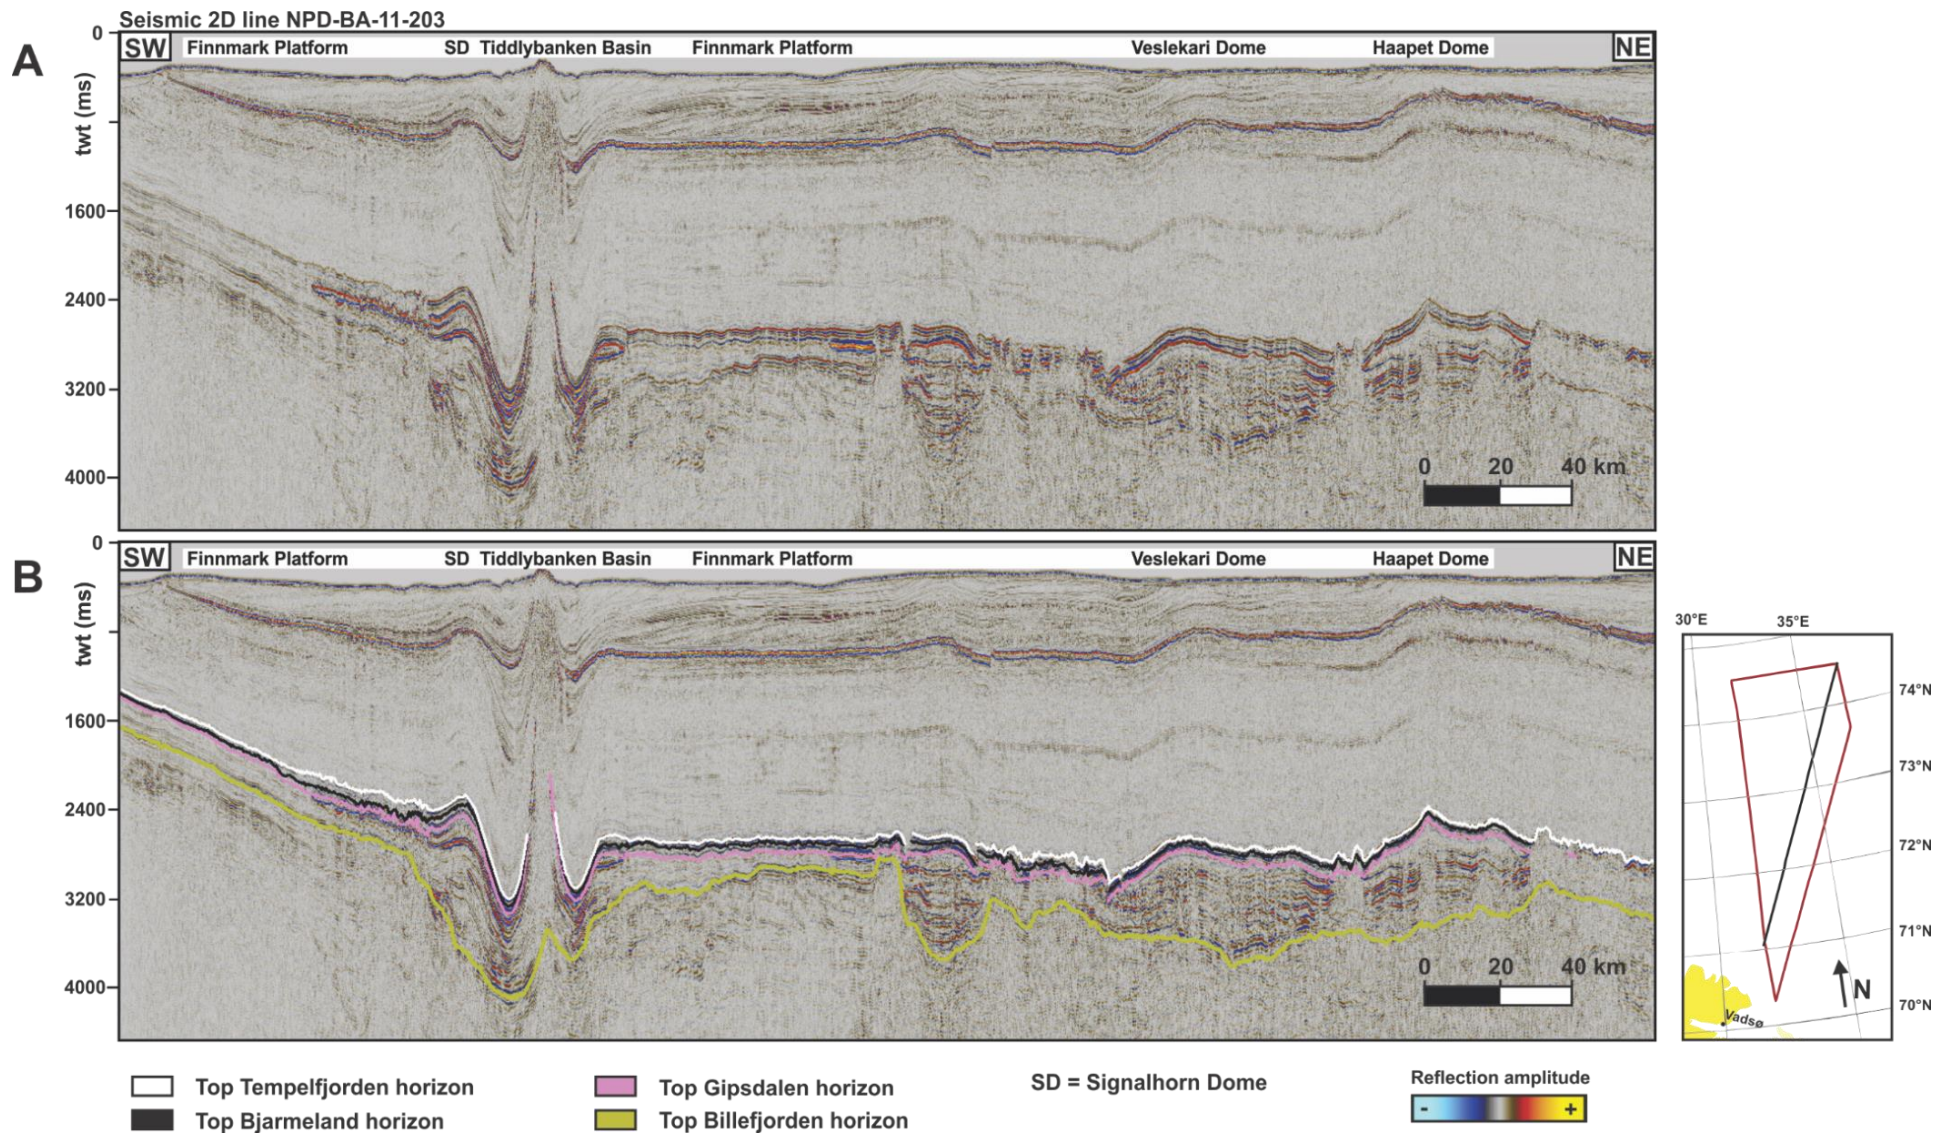 Seismic 2D line NPD-BA-11-203
A
SW Finnmark Platform SD Tiddlybanken Basin Finnmark Platform Veslekari Dome Haapet Dome NE
twt (ms)
0
1600
2400
3200
4000
0 20 40 km
B
SW Finnmark Platform SD Tiddlybanken Basin Finnmark Platform Veslekari Dome Haapet Dome NE
twt (ms)
0
1600
2400
3200
4000
0 20 40 km
30°E 35°E
74°N
73°N
72°N
71°N
70°N
N
Vadsø
Top Tempelfjorden horizon
Top Bjarmeland horizon
Top Gipsdalen horizon
Top Billefjorden horizon
SD = Signalhorn Dome
Reflection amplitude
- +